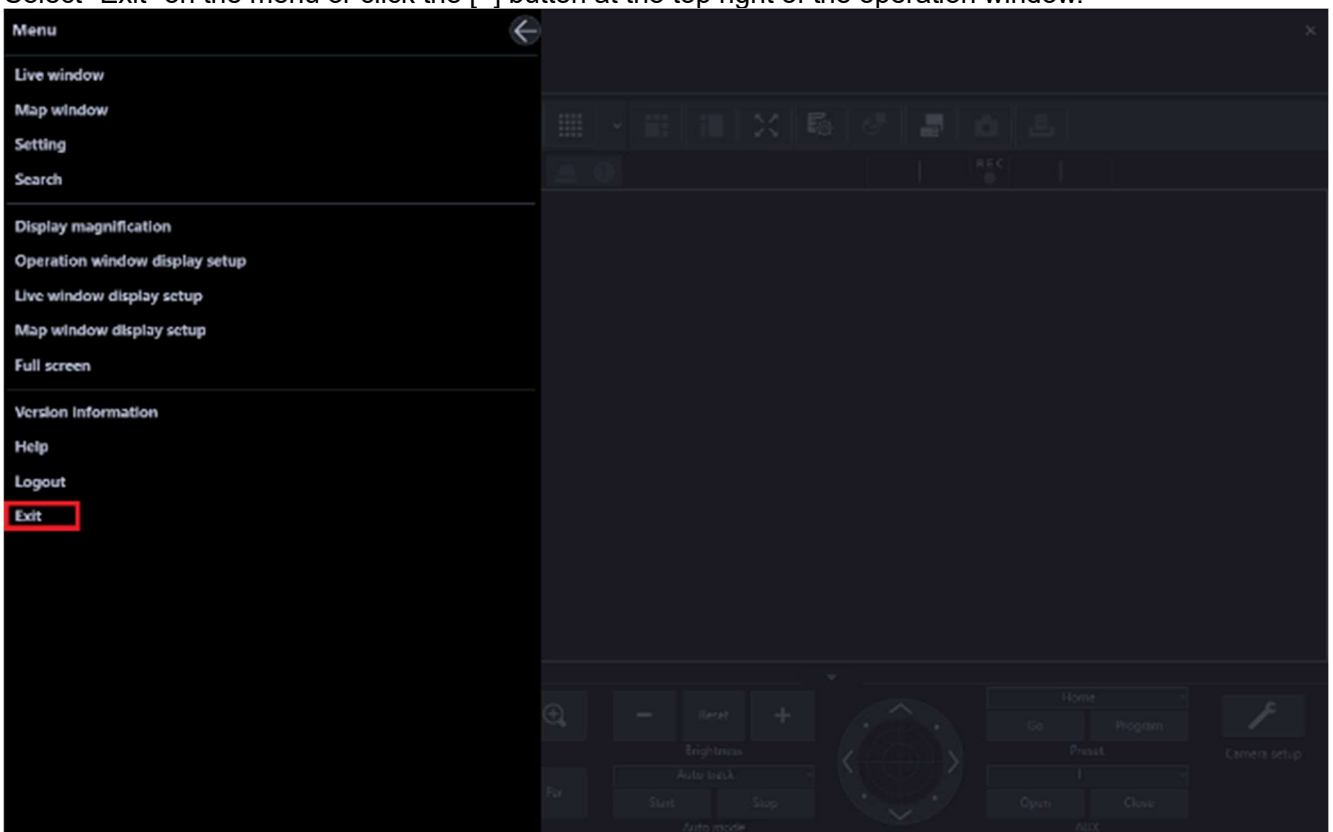 Select "Exit" on the menu or click the [×] button at the top right of the operation window.
Menu
×
Live window
Map window
Setting
Search
REC
Display magnification
Operation window display setup
Live window display setup
Map window display setup
Full screen
Version information
Help
Logout
Exit
Home
Reset
Go
Program
Brightness
Preset
Camera setup
Auto track
1
Fix
Start
Stop
Open
Close
Auto mode
AUX